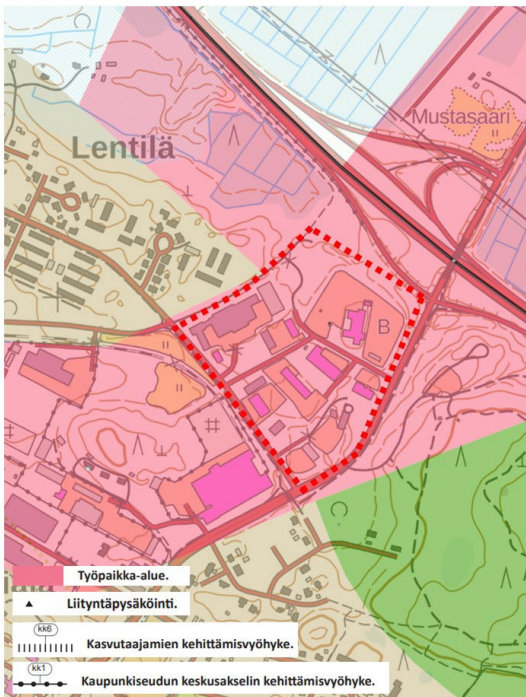 Mustasaari
Lentilä
B
Työpaikka-alue.
Liityntäpysäköinti.
kk6
Kasvutaajamien kehittämisvyöhyke.
kk1
Kaupunkiseudun keskusakselin kehittämisvyöhyke.